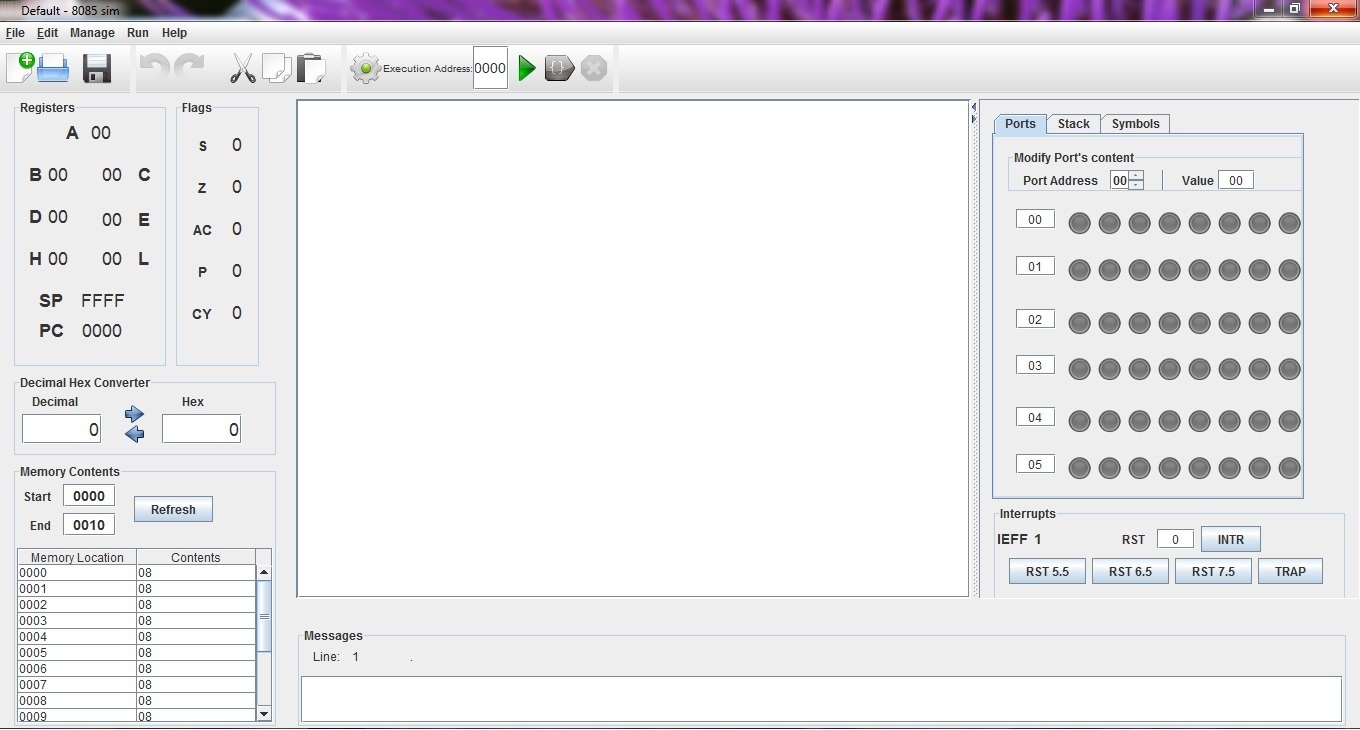 Default - 8085 sim
File Edit Manage Run Help
Execution Address: 0000
Registers
A 00
B 00 00 C
D 00 00 E
H 00 00 L
SP FFFF
PC 0000
Flags
S 0
Z 0
AC 0
P 0
CY 0
Decimal Hex Converter
Decimal Hex
0 0
Memory Contents
Start 0000
Refresh
End 0010
Memory Location Contents
0000 08
0001 08
0002 08
0003 08
0004 08
0005 08
0006 08
0007 08
0008 08
0009 08
Ports Stack Symbols
Modify Port's content
Port Address 00 Value 00
00
01
02
03
04
05
Interrupts
IEFF 1 RST 0 INTR
RST 5.5 RST 6.5 RST 7.5 TRAP
Messages
Line: 1 .